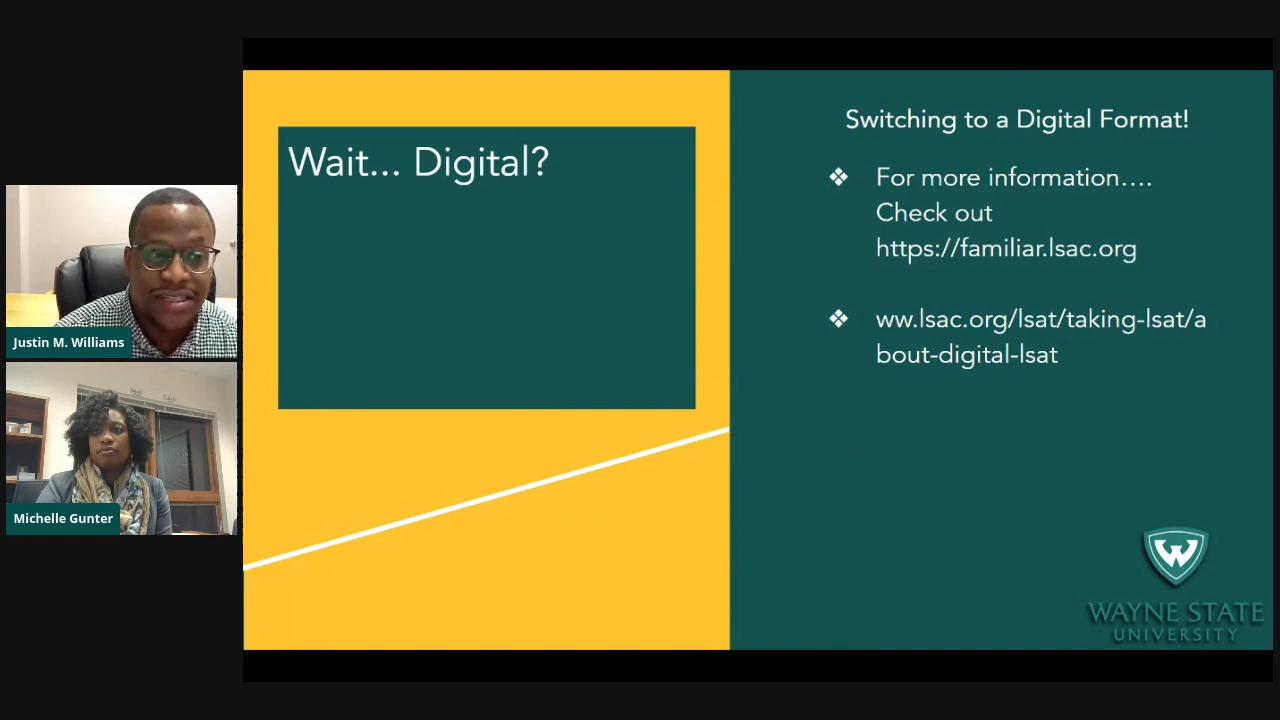 Wait... Digital?
Switching to a Digital Format!
❖ For more information....
Check out
https://familiar.lsac.org
❖ ww.lsac.org/lsat/taking-lsat/a
bout-digital-lsat
Justin M. Williams
Michelle Gunter
W
WAYNE STATE
UNIVERSITY